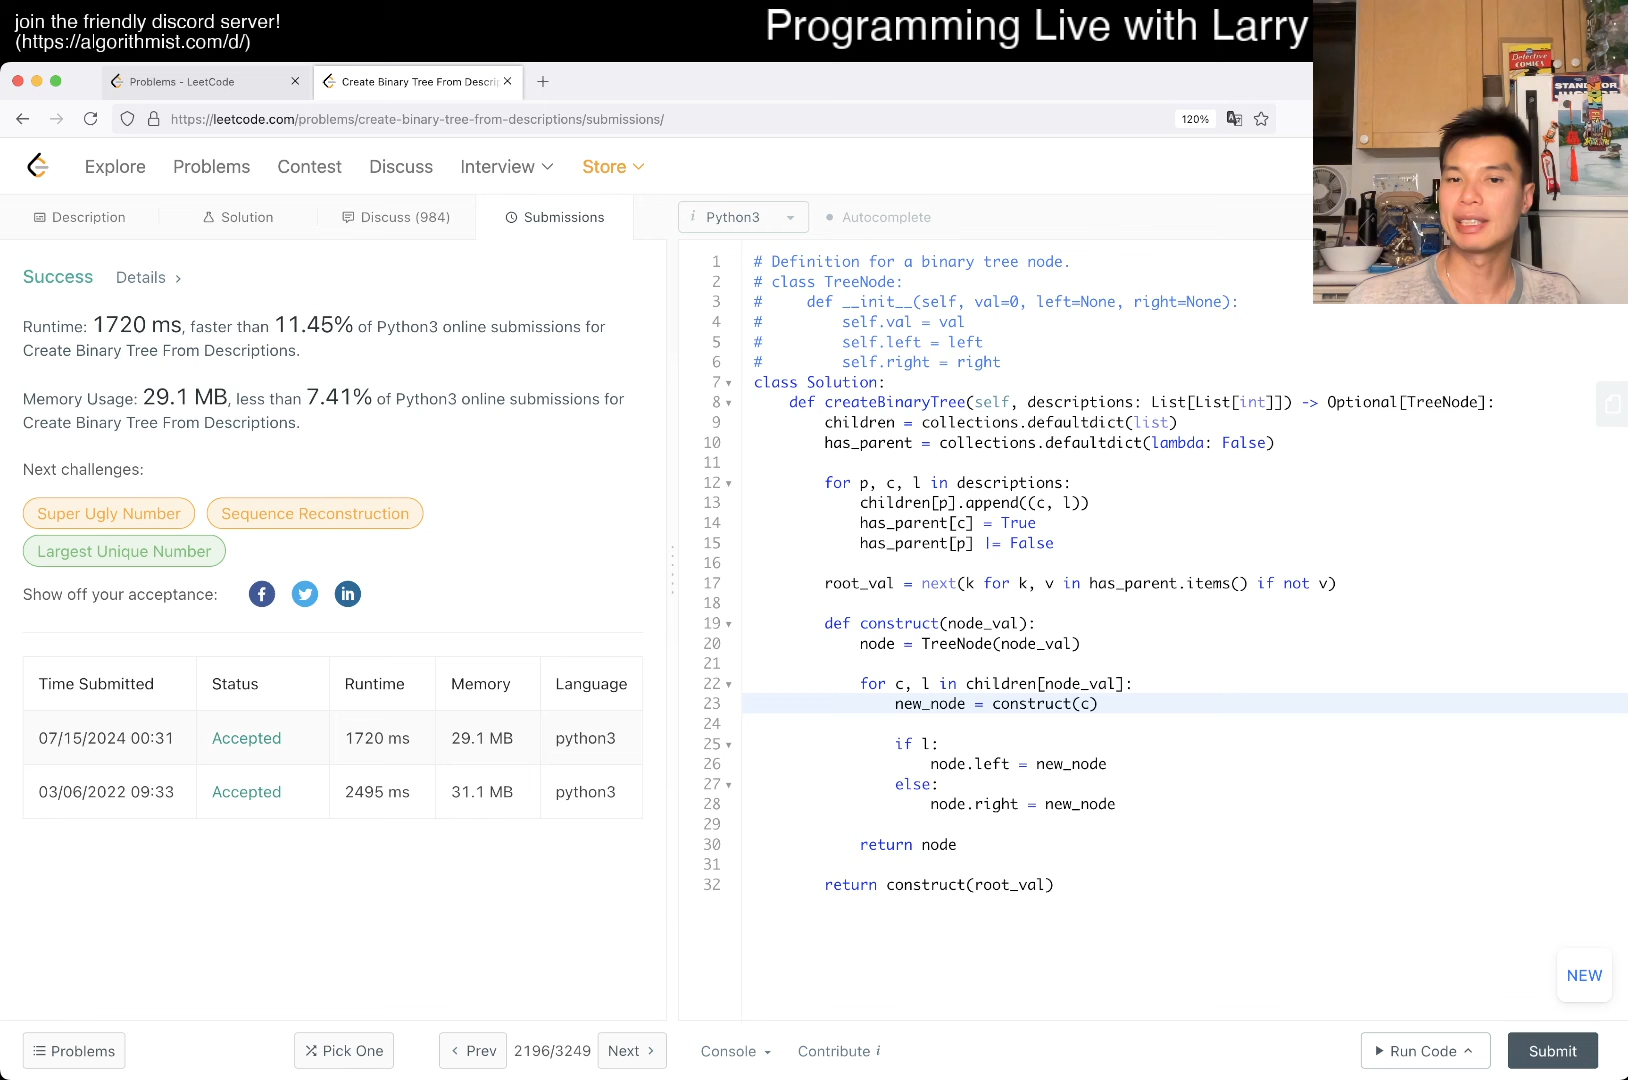 join the friendly discord server!
(https://algorithmist.com/d/)
Programming Live with Larry
Problems - LeetCode
Create Binary Tree From Descri
https://leetcode.com/problems/create-binary-tree-from-descriptions/submissions/
120%
Explore
Problems
Contest
Discuss
Interview
Store
Description
Solution
Discuss (984)
Submissions
i Python3
Autocomplete
Success
Details
Runtime: 1720 ms, faster than 11.45% of Python3 online submissions for
Create Binary Tree From Descriptions.
Memory Usage: 29.1 MB, less than 7.41% of Python3 online submissions for
Create Binary Tree From Descriptions.
Next challenges:
Super Ugly Number
Sequence Reconstruction
Largest Unique Number
Show off your acceptance:
Time Submitted Status Runtime Memory Language
07/15/2024 00:31 Accepted 1720 ms 29.1 MB python3
03/06/2022 09:33 Accepted 2495 ms 31.1 MB python3
1 # Definition for a binary tree node.
2 # class TreeNode:
3 #     def __init__(self, val=0, left=None, right=None):
4 #         self.val = val
5 #         self.left = left
6 #         self.right = right
7 class Solution:
8     def createBinaryTree(self, descriptions: List[List[int]]) -> Optional[TreeNode]:
9         children = collections.defaultdict(list)
10         has_parent = collections.defaultdict(lambda: False)
11
12         for p, c, l in descriptions:
13             children[p].append((c, l))
14             has_parent[c] = True
15             has_parent[p] |= False
16
17         root_val = next(k for k, v in has_parent.items() if not v)
18
19         def construct(node_val):
20             node = TreeNode(node_val)
21
22             for c, l in children[node_val]:
23                 new_node = construct(c)
24
25                 if l:
26                     node.left = new_node
27                 else:
28                     node.right = new_node
29
30             return node
31
32         return construct(root_val)
NEW
Problems
Pick One
Prev
2196/3249
Next
Console
Contribute i
Run Code
Submit